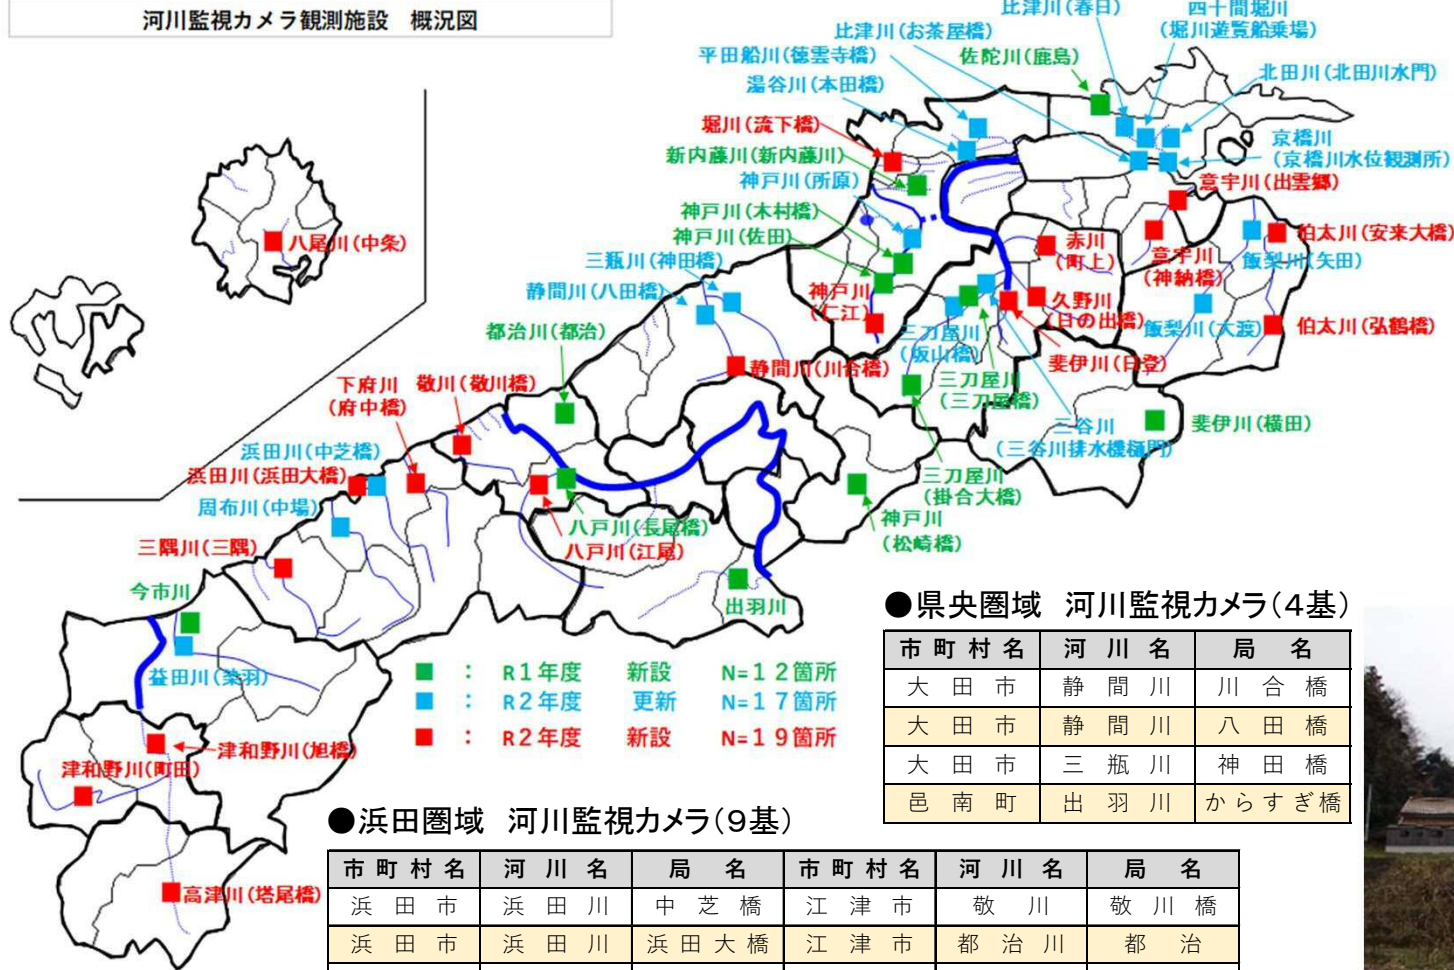 河川監視カメラ観測施設　概況図
比津川(春日)
四十間堀川
(堀川遊覧船乗場)
比津川(お茶屋橋)
平田船川(徳雲寺橋)
佐陀川(鹿島)
湯谷川(本田橋)
北田川(北田川水門)
堀川(流下橋)
新内藤川(新内藤川)
神戸川(所原)
京橋川
(京橋川水位観測所)
意宇川(出雲郷)
神戸川(木村橋)
神戸川(佐田)
八尾川(中条)
赤川
(町上)
意宇川
(神納橋)
伯太川(安来大橋)
飯梨川(矢田)
三瓶川(神田橋)
静間川(八田橋)
神戸川
(仁江)
久野川
(日の出橋)
飯梨川(大渡)
伯太川(弘鶴橋)
都治川(都治)
三刀屋川
(飯山橋)
斐伊川(日登)
静間川(川合橋)
下府川
(府中橋)
敬川(敬川橋)
三刀屋川
(三刀屋橋)
三谷川
(三谷川排水機樋門)
斐伊川(横田)
浜田川(中芝橋)
浜田川(浜田大橋)
周布川(中場)
三刀屋川
(掛合大橋)
神戸川
(松崎橋)
八戸川(長尾橋)
八戸川(江尾)
三隅川(三隅)
今市川
出羽川
益田川(染羽)
津和野川(旭橋)
津和野川(町田)
高津川(塔尾橋)
■　：　R1年度　新設　N=12箇所
■　：　R2年度　更新　N=17箇所
■　：　R2年度　新設　N=19箇所
●県央圏域　河川監視カメラ(4基)
市町村名　河川名　局名
大田市　静間川　川合橋
大田市　静間川　八田橋
大田市　三瓶川　神田橋
邑南町　出羽川　からすぎ橋
●浜田圏域　河川監視カメラ(9基)
市町村名　河川名　局名　市町村名　河川名　局名
浜田市　浜田川　中芝橋　江津市　敬川　敬川橋
浜田市　浜田川　浜田大橋　江津市　都治川　都治